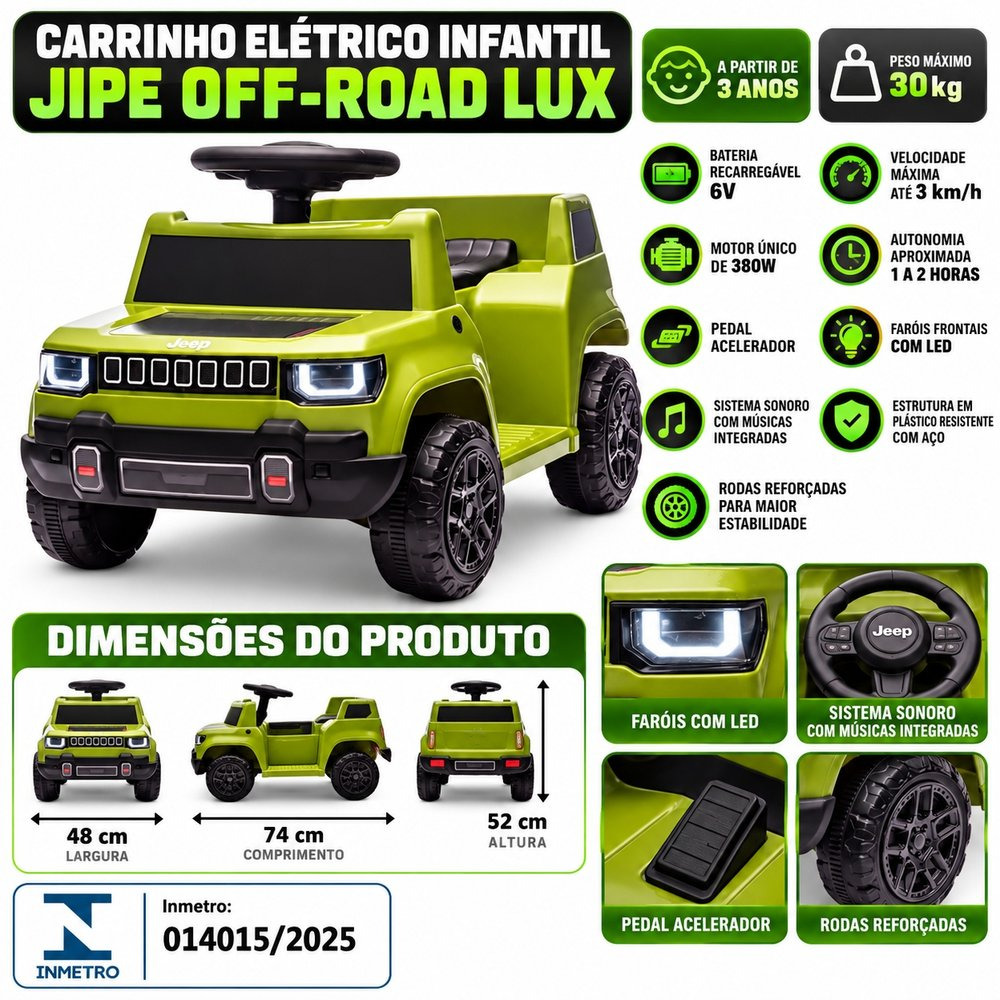 CARRINHO ELÉTRICO INFANTIL
JIPE OFF-ROAD LUX
A PARTIR DE
3 ANOS
PESO MÁXIMO
30 kg
BATERIA
RECARREGÁVEL
6V
VELOCIDADE
MÁXIMA
ATÉ 3 km/h
MOTOR ÚNICO
DE 380W
AUTONOMIA
APROXIMADA
1 A 2 HORAS
PEDAL
ACELERADOR
FARÓIS FRONTAIS
COM LED
SISTEMA SONORO
COM MÚSICAS
INTEGRADAS
ESTRUTURA EM
PLÁSTICO RESISTENTE
COM AÇO
RODAS REFORÇADAS
PARA MAIOR
ESTABILIDADE
Jeep
DIMENSÕES DO PRODUTO
48 cm
LARGURA
74 cm
COMPRIMENTO
52 cm
ALTURA
FARÓIS COM LED
Jeep
SISTEMA SONORO
COM MÚSICAS INTEGRADAS
PEDAL ACELERADOR
RODAS REFORÇADAS
INMETRO
Inmetro:
014015/2025